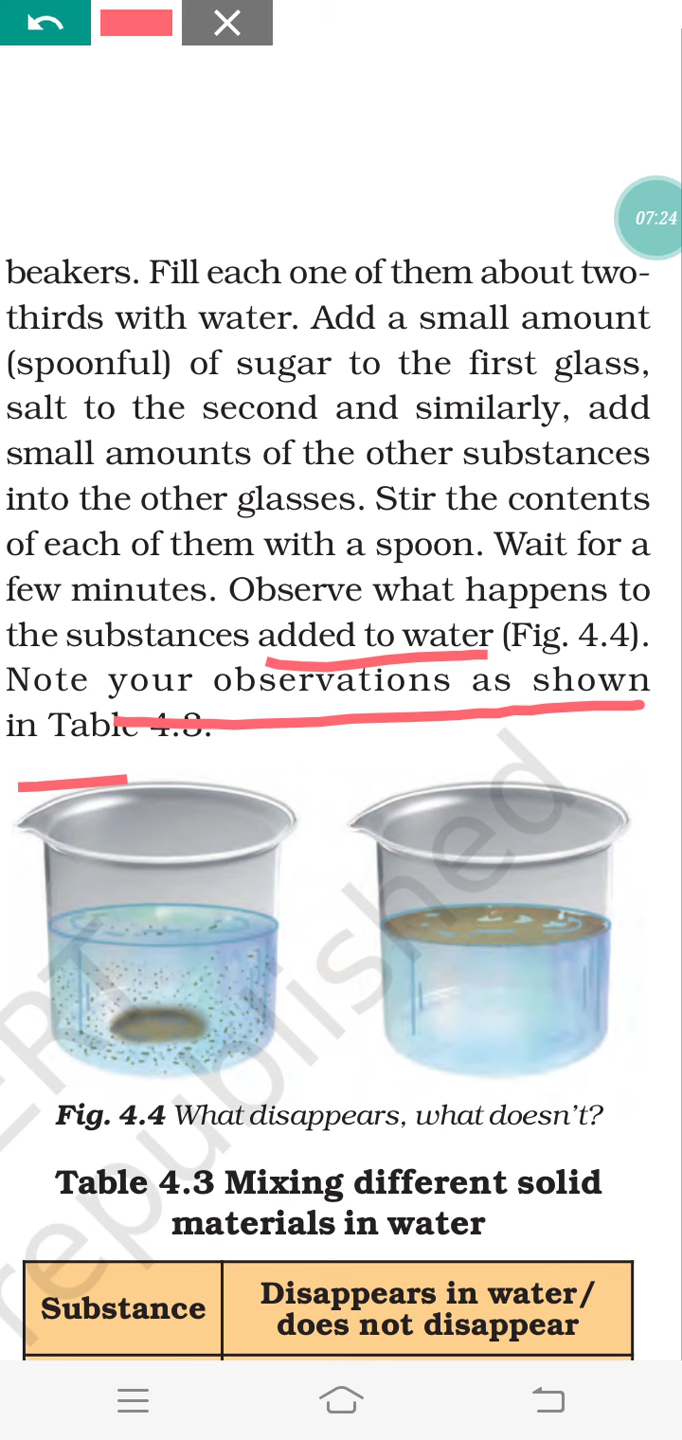 07:24
beakers. Fill each one of them about two-
thirds with water. Add a small amount
(spoonful) of sugar to the first glass,
salt to the second and similarly, add
small amounts of the other substances
into the other glasses. Stir the contents
of each of them with a spoon. Wait for a
few minutes. Observe what happens to
the substances added to water (Fig. 4.4).
Note your observations as shown
in Table 4.3.
Fig. 4.4 What disappears, what doesn't?
Table 4.3 Mixing different solid
materials in water
Substance
Disappears in water/
does not disappear
republished